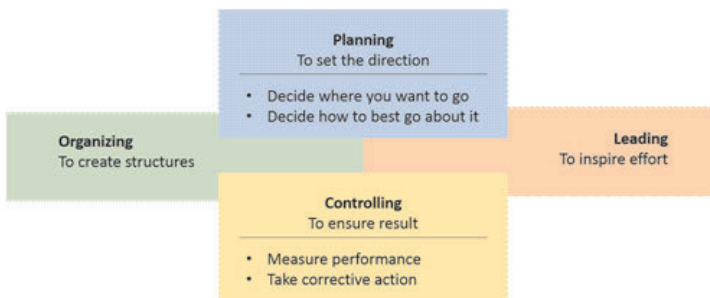 Planning
To set the direction
• Decide where you want to go
• Decide how to best go about it
Organizing
To create structures
Leading
To inspire effort
Controlling
To ensure result
• Measure performance
• Take corrective action